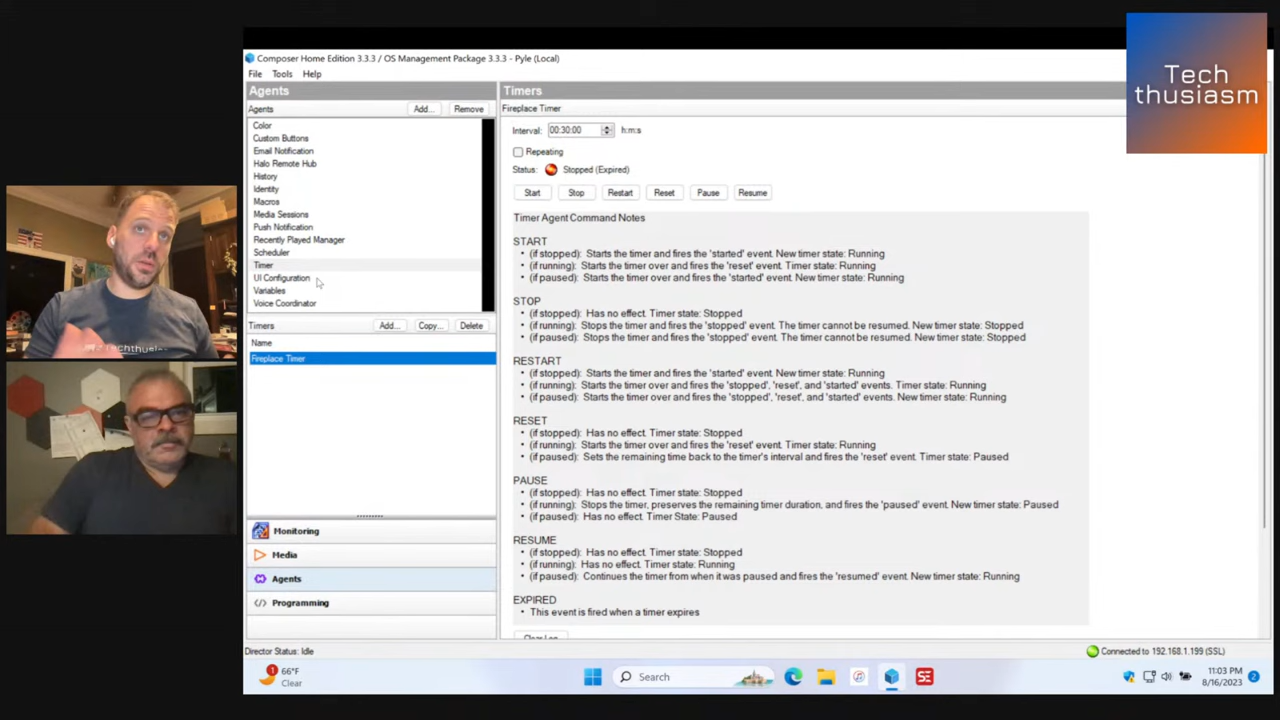 Composer Home Edition 3.3.3 / OS Management Package 3.3.3 - Pyle (Local)
File Tools Help
Agents
Agents Add... Remove
Color
Custom Buttons
Email Notification
Halo Remote Hub
History
Identity
Macros
Media Sessions
Push Notification
Recently Played Manager
Scheduler
Timer
UI Configuration
Variables
Voice Coordinator
Timers Add... Copy... Delete
Name
Fireplace Timer
Monitoring
Media
Agents
Programming
Timers
Fireplace Timer
Interval: 00:30:00 h:m:s
Repeating
Status: Stopped (Expired)
Start Stop Restart Reset Pause Resume
Timer Agent Command Notes
START
• (if stopped): Starts the timer and fires the 'started' event. New timer state: Running
• (if running): Starts the timer over and fires the 'reset' event. Timer state: Running
• (if paused): Starts the timer over and fires the 'started' event. New timer state: Running
STOP
• (if stopped): Has no effect. Timer state: Stopped
• (if running): Stops the timer and fires the 'stopped' event. The timer cannot be resumed. New timer state: Stopped
• (if paused): Stops the timer and fires the 'stopped' event. The timer cannot be resumed. New timer state: Stopped
RESTART
• (if stopped): Starts the timer and fires the 'started' event. New timer state: Running
• (if running): Starts the timer over and fires the 'stopped', 'reset', and 'started' events. Timer state: Running
• (if paused): Starts the timer over and fires the 'stopped', 'reset', and 'started' events. New timer state: Running
RESET
• (if stopped): Has no effect. Timer state: Stopped
• (if running): Starts the timer over and fires the 'reset' event. Timer state: Running
• (if paused): Sets the remaining time back to the timer's interval and fires the 'reset' event. Timer state: Paused
PAUSE
• (if stopped): Has no effect. Timer state: Stopped
• (if running): Stops the timer, preserves the remaining timer duration, and fires the 'paused' event. New timer state: Paused
• (if paused): Has no effect. Timer State: Paused
RESUME
• (if stopped): Has no effect. Timer state: Stopped
• (if running): Has no effect. Timer state: Running
• (if paused): Continues the timer from when it was paused and fires the 'resumed' event. New timer state: Running
EXPIRED
• This event is fired when a timer expires
Clear Log
Director Status: Idle
Connected to 192.168.1.199 (SSL)
1 66°F
Clear
Search
SE
11:03 PM
8/16/2023
2
Tech
thusiasm